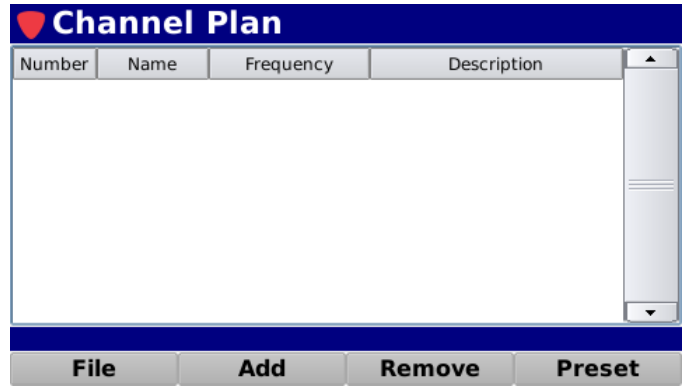 Channel Plan
Number Name Frequency Description
File Add Remove Preset